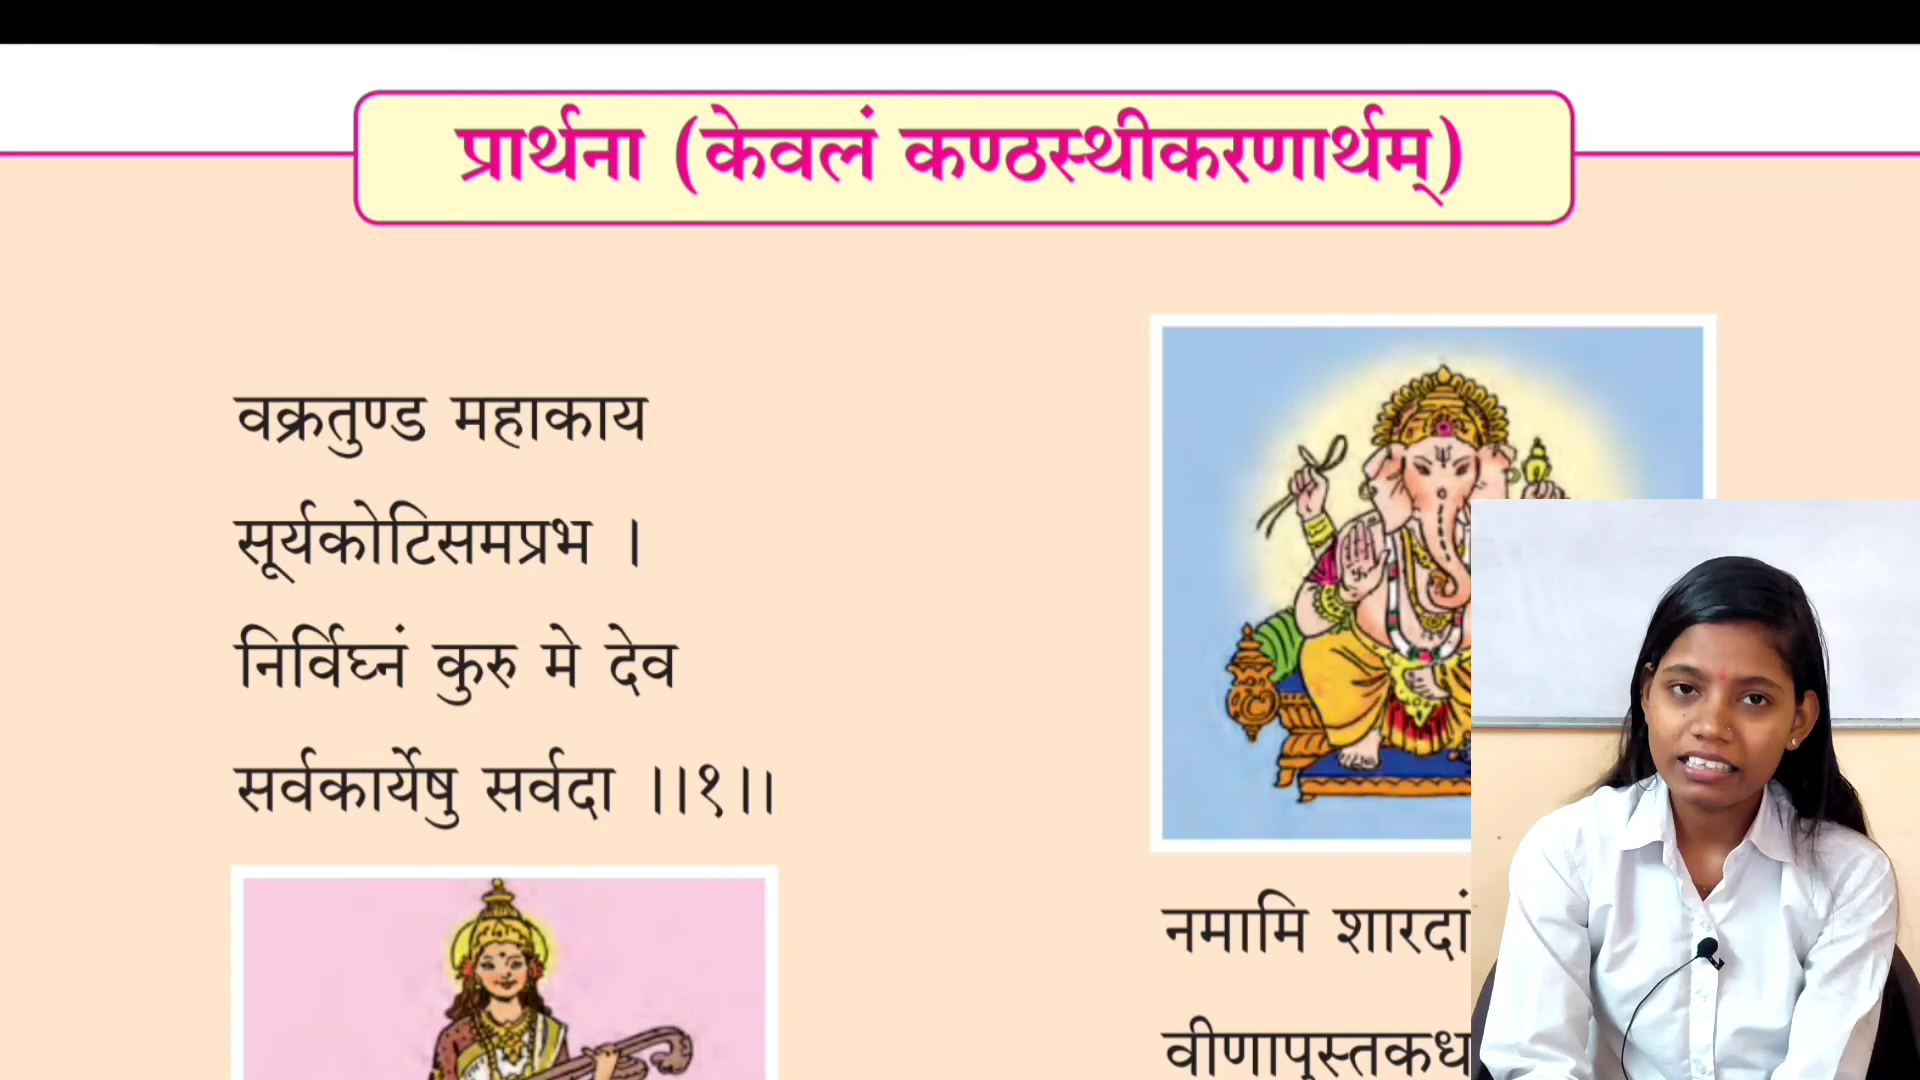 प्रार्थना (केवलं कण्ठस्थीकरणार्थम्)
वक्रतुण्ड महाकाय
सूर्यकोटिसमप्रभ ।
निर्विघ्नं कुरु मे देव
सर्वकार्येषु सर्वदा ।।१।।
नमामि शारदां
वीणापुस्तकध